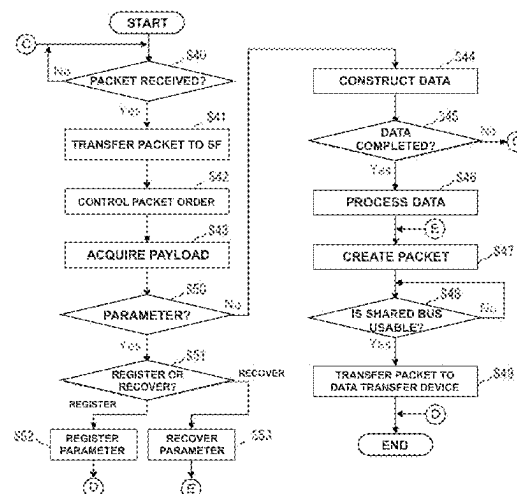 START
C
S40
PACKET RECEIVED?
No
Yes
S41
TRANSFER PACKET TO SF
S42
CONTROL PACKET ORDER
S43
ACQUIRE PAYLOAD
S50
PARAMETER?
No
Yes
S51
REGISTER OR
RECOVER?
RECOVER
REGISTER
S52
REGISTER
PARAMETER
RECOVER
PARAMETER
S53
D
E
S44
CONSTRUCT DATA
S45
DATA
COMPLETED?
No
C
Yes
S46
PROCESS DATA
E
S47
CREATE PACKET
S48
IS SHARED BUS
USABLE?
No
Yes
S49
TRANSFER PACKET TO
DATA TRANSFER DEVICE
D
END